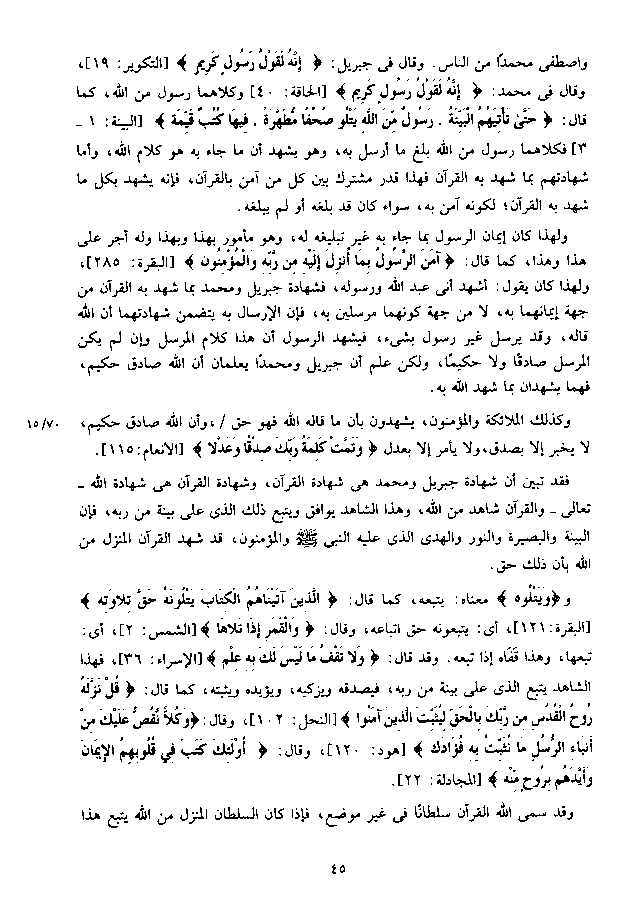 واصطفى محمدًا من الناس. وقال فى جبريل: ﴿ إِنَّهُ لَقَوْلُ رَسُولٍ كَرِيمٍ ﴾ [التكوير: ١٩]،
وقال فى محمد: ﴿ إِنَّهُ لَقَوْلُ رَسُولٍ كَرِيمٍ ﴾ [الحاقة: ٤٠] وكلاهما رسول من الله، كما
قال: ﴿ حَتَّىٰ تَأْتِيَهُمُ الْبَيِّنَةُ . رَسُولٌ مِّنَ اللَّهِ يَتْلُو صُحُفًا مُّطَهَّرَةً . فِيهَا كُتُبٌ قَيِّمَةٌ ﴾ [البينة: ١ ـ
٣] فكلاهما رسول من الله بلغ ما أرسل به، وهو يشهد أن ما جاء به هو كلام الله، وأما
شهادتهم بما شهد به القرآن فهذا قدر مشترك بين كل من آمن بالقرآن، فإنه يشهد بكل ما
شهد به القرآن؛ لكونه آمن به، سواء كان قد بلغه أو لم يبلغه.
ولهذا كان إيمان الرسول بما جاء به غير تبليغه له، وهو مأمور بهذا وبهذا وله أجر على
هذا وهذا، كما قال: ﴿ آمَنَ الرَّسُولُ بِمَا أُنزِلَ إِلَيْهِ مِن رَّبِّهِ وَالْمُؤْمِنُونَ ﴾ [البقرة: ٢٨٥]،
ولهذا كان يقول: أشهد أنى عبد الله ورسوله، فشهادة جبريل ومحمد بما شهد به القرآن من
جهة إيمانهما به، لا من جهة كونهما مرسلين به، فإن الإرسال به يتضمن شهادتهما أن الله
قاله، وقد يرسل غير رسول بشىء، فيشهد الرسول أن هذا كلام المرسل وإن لم يكن
المرسل صادقًا ولا حكيمًا، ولكن علم أن جبريل ومحمدًا يعلمان أن الله صادق حكيم،
فهما يشهدان بما شهد الله به.
وكذلك الملائكة والمؤمنون، يشهدون بأن ما قاله الله فهو حق /، وأن الله صادق حكيم، ١٥/٧٠
لا يخبر إلا بصدق، ولا يأمر إلا بعدل ﴿ وَتَمَّتْ كَلِمَةُ رَبِّكَ صِدْقًا وَعَدْلًا ﴾ [الأنعام: ١١٥].
فقد تبين أن شهادة جبريل ومحمد هى شهادة القرآن، وشهادة القرآن هى شهادة الله ـ
تعالى ـ والقرآن شاهد من الله، وهذا الشاهد يوافق ويتبع ذلك الذى على بينة من ربه، فإن
البينة والبصيرة والنور والهدى الذى عليه النبى ﷺ والمؤمنون، قد شهد القرآن المنزل من
الله بأن ذلك حق.
و ﴿وَيَتْلُوهُ ﴾ معناه: يتبعه، كما قال: ﴿ الَّذِينَ آتَيْنَاهُمُ الْكِتَابَ يَتْلُونَهُ حَقَّ تِلَاوَتِهِ ﴾
[البقرة: ١٢١]، أى: يتبعونه حق اتباعه، وقال: ﴿ وَالْقَمَرِ إِذَا تَلَاهَا ﴾ [الشمس: ٢]، أى:
تبعها، وهذا قَفَاه إذا تبعه. وقد قال: ﴿ وَلَا تَقْفُ مَا لَيْسَ لَكَ بِهِ عِلْمٌ ﴾ [الإسراء: ٣٦]، فهذا
الشاهد يتبع الذى على بينة من ربه، فيصدقه ويزكيه، ويؤيده ويثبته، كما قال: ﴿ قُلْ نَزَّلَهُ
رُوحُ الْقُدُسِ مِن رَّبِّكَ بِالْحَقِّ لِيُثَبِّتَ الَّذِينَ آمَنُوا ﴾ [النحل: ١٠٢]، وقال: ﴿وَكُلًّا نَّقُصُّ عَلَيْكَ مِنْ
أَنبَاءِ الرُّسُلِ مَا نُثَبِّتُ بِهِ فُؤَادَكَ ﴾ [هود: ١٢٠]، وقال: ﴿ أُولَٰئِكَ كَتَبَ فِي قُلُوبِهِمُ الْإِيمَانَ
وَأَيَّدَهُم بِرُوحٍ مِّنْهُ ﴾ [المجادلة: ٢٢].
وقد سمى الله القرآن سلطانًا فى غير موضع، فإذا كان السلطان المنزل من الله يتبع هذا
٤٥